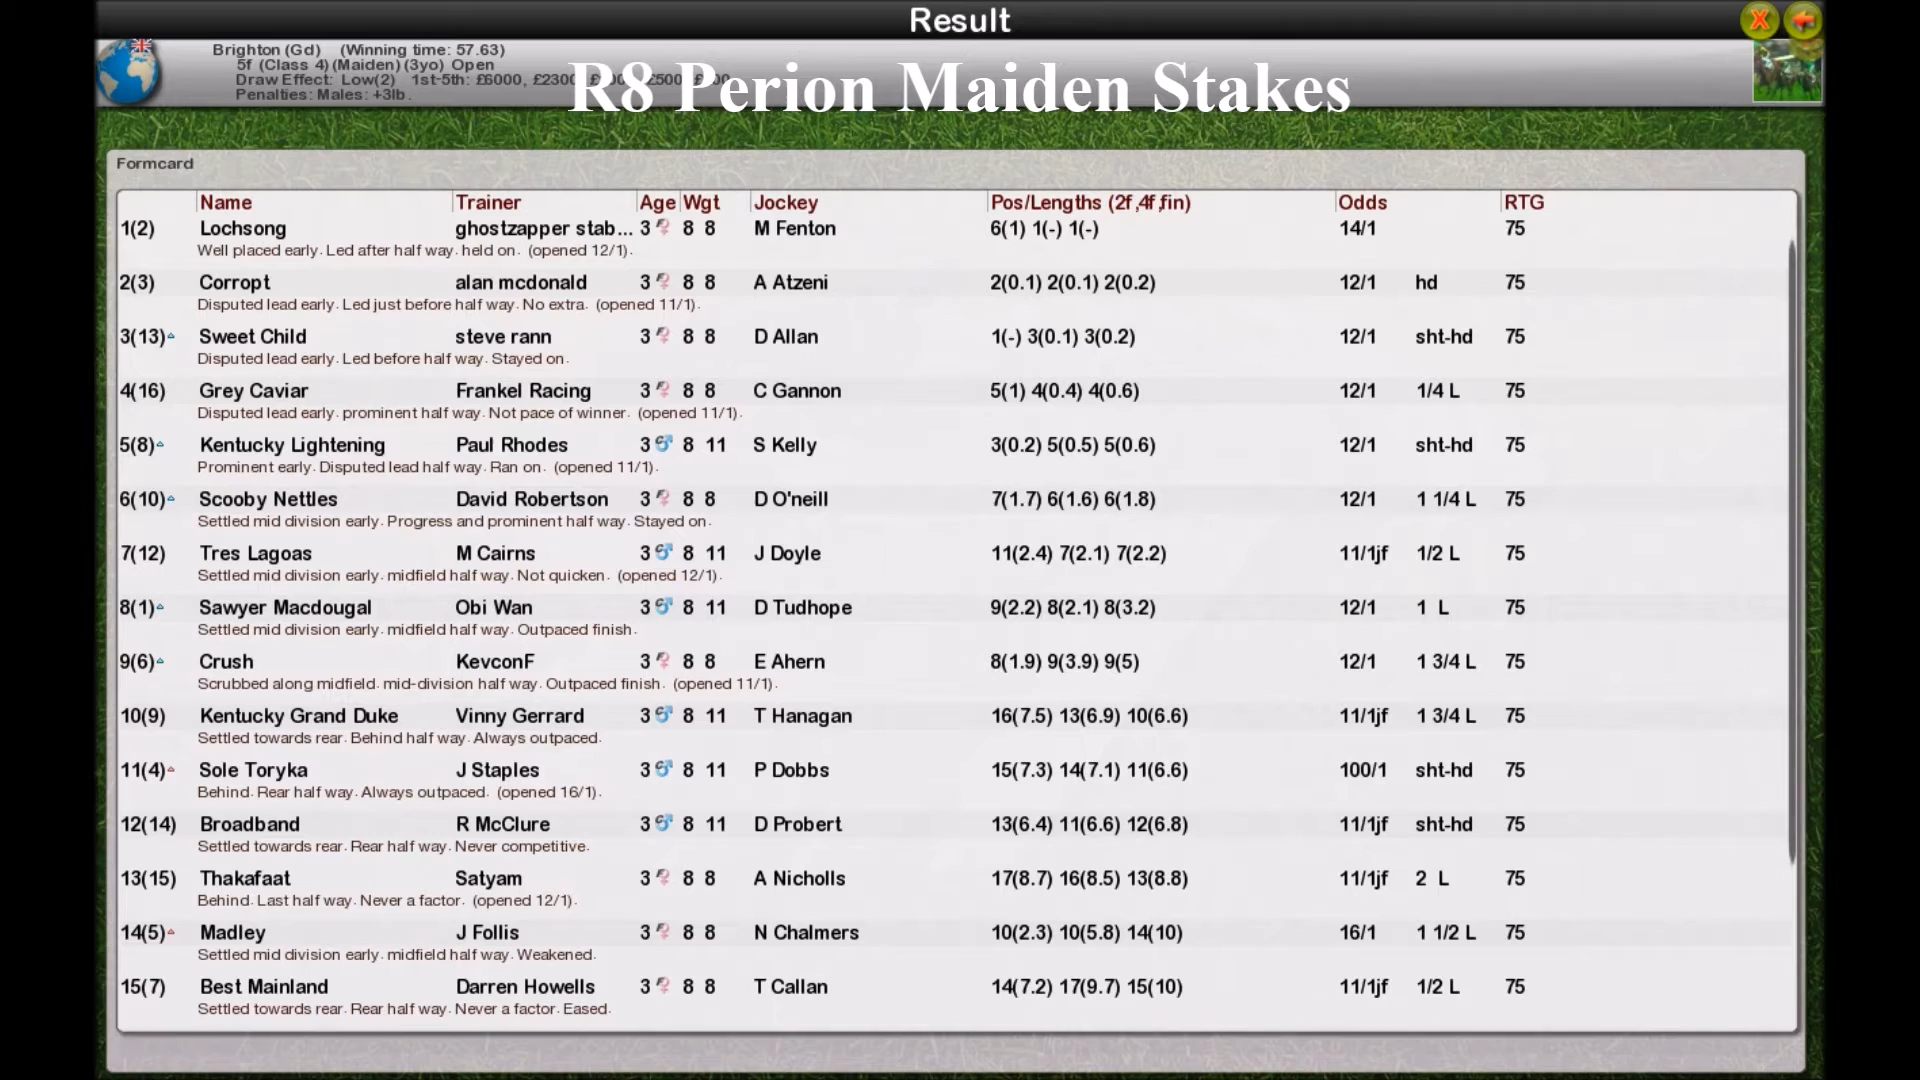 Result
Brighton (Gd) (Winning time: 57.63)
5f (Class 4) (Maiden) (3yo) Open
Draw Effect: Low(2) 1st-5th: £6000, £2300
Penalties: Males: +3lb.
R8 Perion Maiden Stakes
Formcard
Name Trainer Age Wgt Jockey Pos/Lengths (2f,4f,fin) Odds RTG
1(2) Lochsong ghostzapper stab... 3 8 8 M Fenton 6(1) 1(-) 1(-) 14/1 75
Well placed early. Led after half way. held on. (opened 12/1).
2(3) Corropt alan mcdonald 3 8 8 A Atzeni 2(0.1) 2(0.1) 2(0.2) 12/1 hd 75
Disputed lead early. Led just before half way. No extra. (opened 11/1).
3(13) Sweet Child steve rann 3 8 8 D Allan 1(-) 3(0.1) 3(0.2) 12/1 sht-hd 75
Disputed lead early. Led before half way. Stayed on.
4(16) Grey Caviar Frankel Racing 3 8 8 C Gannon 5(1) 4(0.4) 4(0.6) 12/1 1/4 L 75
Disputed lead early. prominent half way. Not pace of winner. (opened 11/1).
5(8) Kentucky Lightening Paul Rhodes 3 8 11 S Kelly 3(0.2) 5(0.5) 5(0.6) 12/1 sht-hd 75
Prominent early. Disputed lead half way. Ran on. (opened 11/1).
6(10) Scooby Nettles David Robertson 3 8 8 D O'neill 7(1.7) 6(1.6) 6(1.8) 12/1 1 1/4 L 75
Settled mid division early. Progress and prominent half way. Stayed on.
7(12) Tres Lagoas M Cairns 3 8 11 J Doyle 11(2.4) 7(2.1) 7(2.2) 11/1jf 1/2 L 75
Settled mid division early. midfield half way. Not quicken. (opened 12/1).
8(1) Sawyer Macdougal Obi Wan 3 8 11 D Tudhope 9(2.2) 8(2.1) 8(3.2) 12/1 1 L 75
Settled mid division early. midfield half way. Outpaced finish.
9(6) Crush KevconF 3 8 8 E Ahern 8(1.9) 9(3.9) 9(5) 12/1 1 3/4 L 75
Scrubbed along midfield. mid-division half way. Outpaced finish. (opened 11/1).
10(9) Kentucky Grand Duke Vinny Gerrard 3 8 11 T Hanagan 16(7.5) 13(6.9) 10(6.6) 11/1jf 1 3/4 L 75
Settled towards rear. Behind half way. Always outpaced.
11(4) Sole Toryka J Staples 3 8 11 P Dobbs 15(7.3) 14(7.1) 11(6.6) 100/1 sht-hd 75
Behind. Rear half way. Always outpaced. (opened 16/1).
12(14) Broadband R McClure 3 8 11 D Probert 13(6.4) 11(6.6) 12(6.8) 11/1jf sht-hd 75
Settled towards rear. Rear half way. Never competitive.
13(15) Thakafaat Satyam 3 8 8 A Nicholls 17(8.7) 16(8.5) 13(8.8) 11/1jf 2 L 75
Behind. Last half way. Never a factor. (opened 12/1).
14(5) Madley J Follis 3 8 8 N Chalmers 10(2.3) 10(5.8) 14(10) 16/1 1 1/2 L 75
Settled mid division early. midfield half way. Weakened.
15(7) Best Mainland Darren Howells 3 8 8 T Callan 14(7.2) 17(9.7) 15(10) 11/1jf 1/2 L 75
Settled towards rear. Rear half way. Never a factor. Eased.